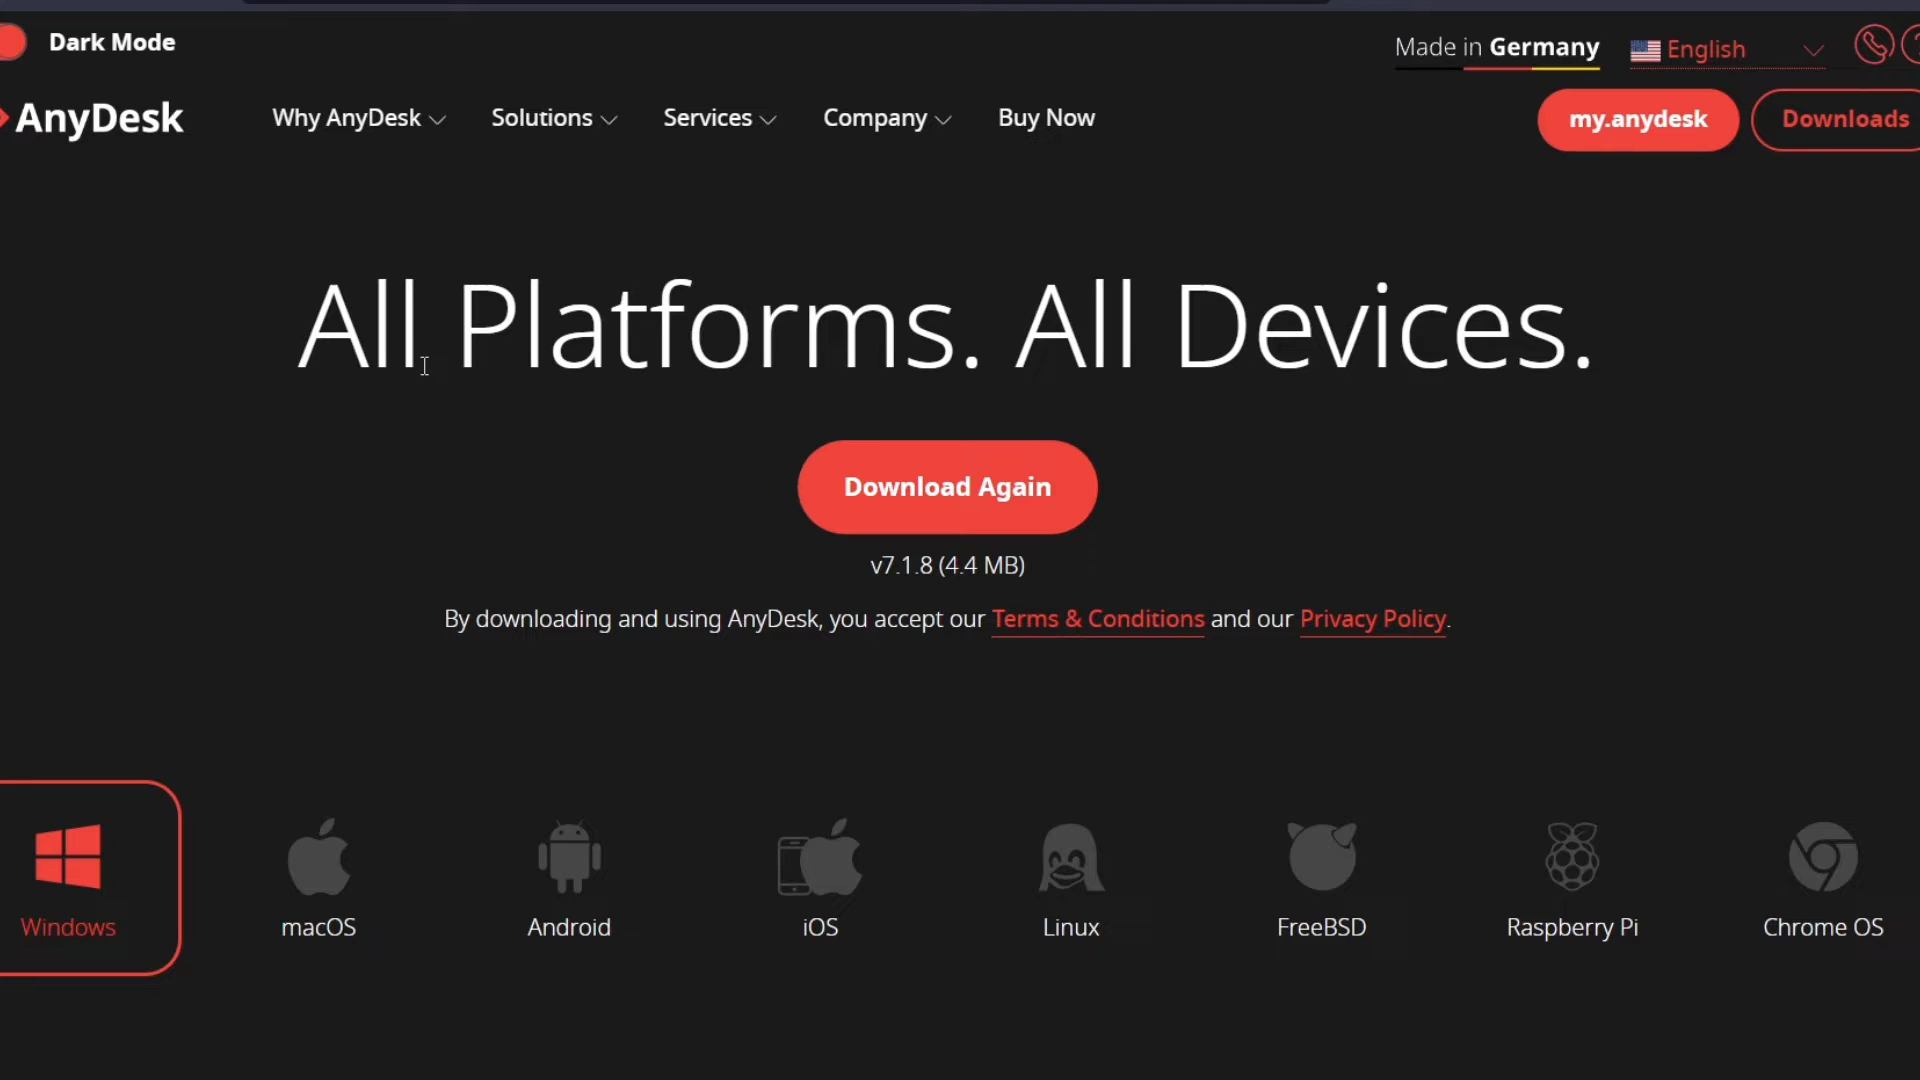 Dark Mode
Made in Germany
English
AnyDesk
Why AnyDesk
Solutions
Services
Company
Buy Now
my.anydesk
Downloads
All Platforms. All Devices.
Download Again
v7.1.8 (4.4 MB)
By downloading and using AnyDesk, you accept our Terms & Conditions and our Privacy Policy.
Windows
macOS
Android
iOS
Linux
FreeBSD
Raspberry Pi
Chrome OS